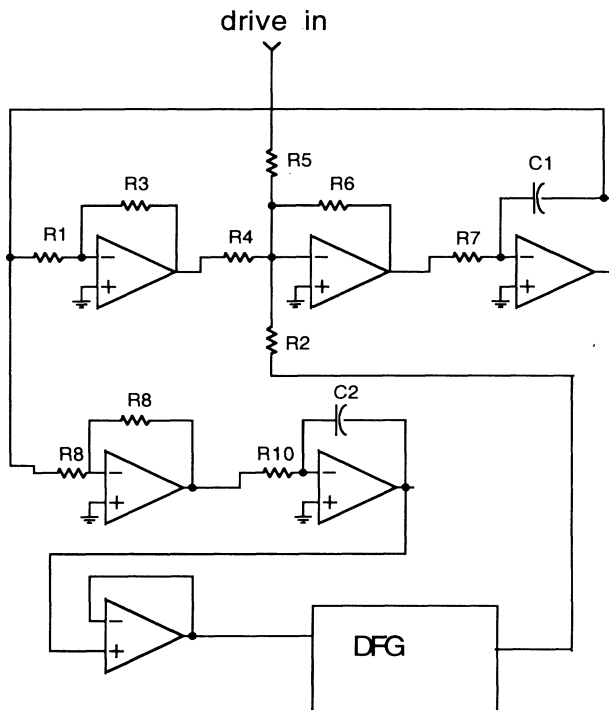 drive in
R5
C1
R3
R6
R1
R4
R7
−
+
−
+
−
+
R2
R8
C2
R8
R10
−
+
−
+
−
+
DFG